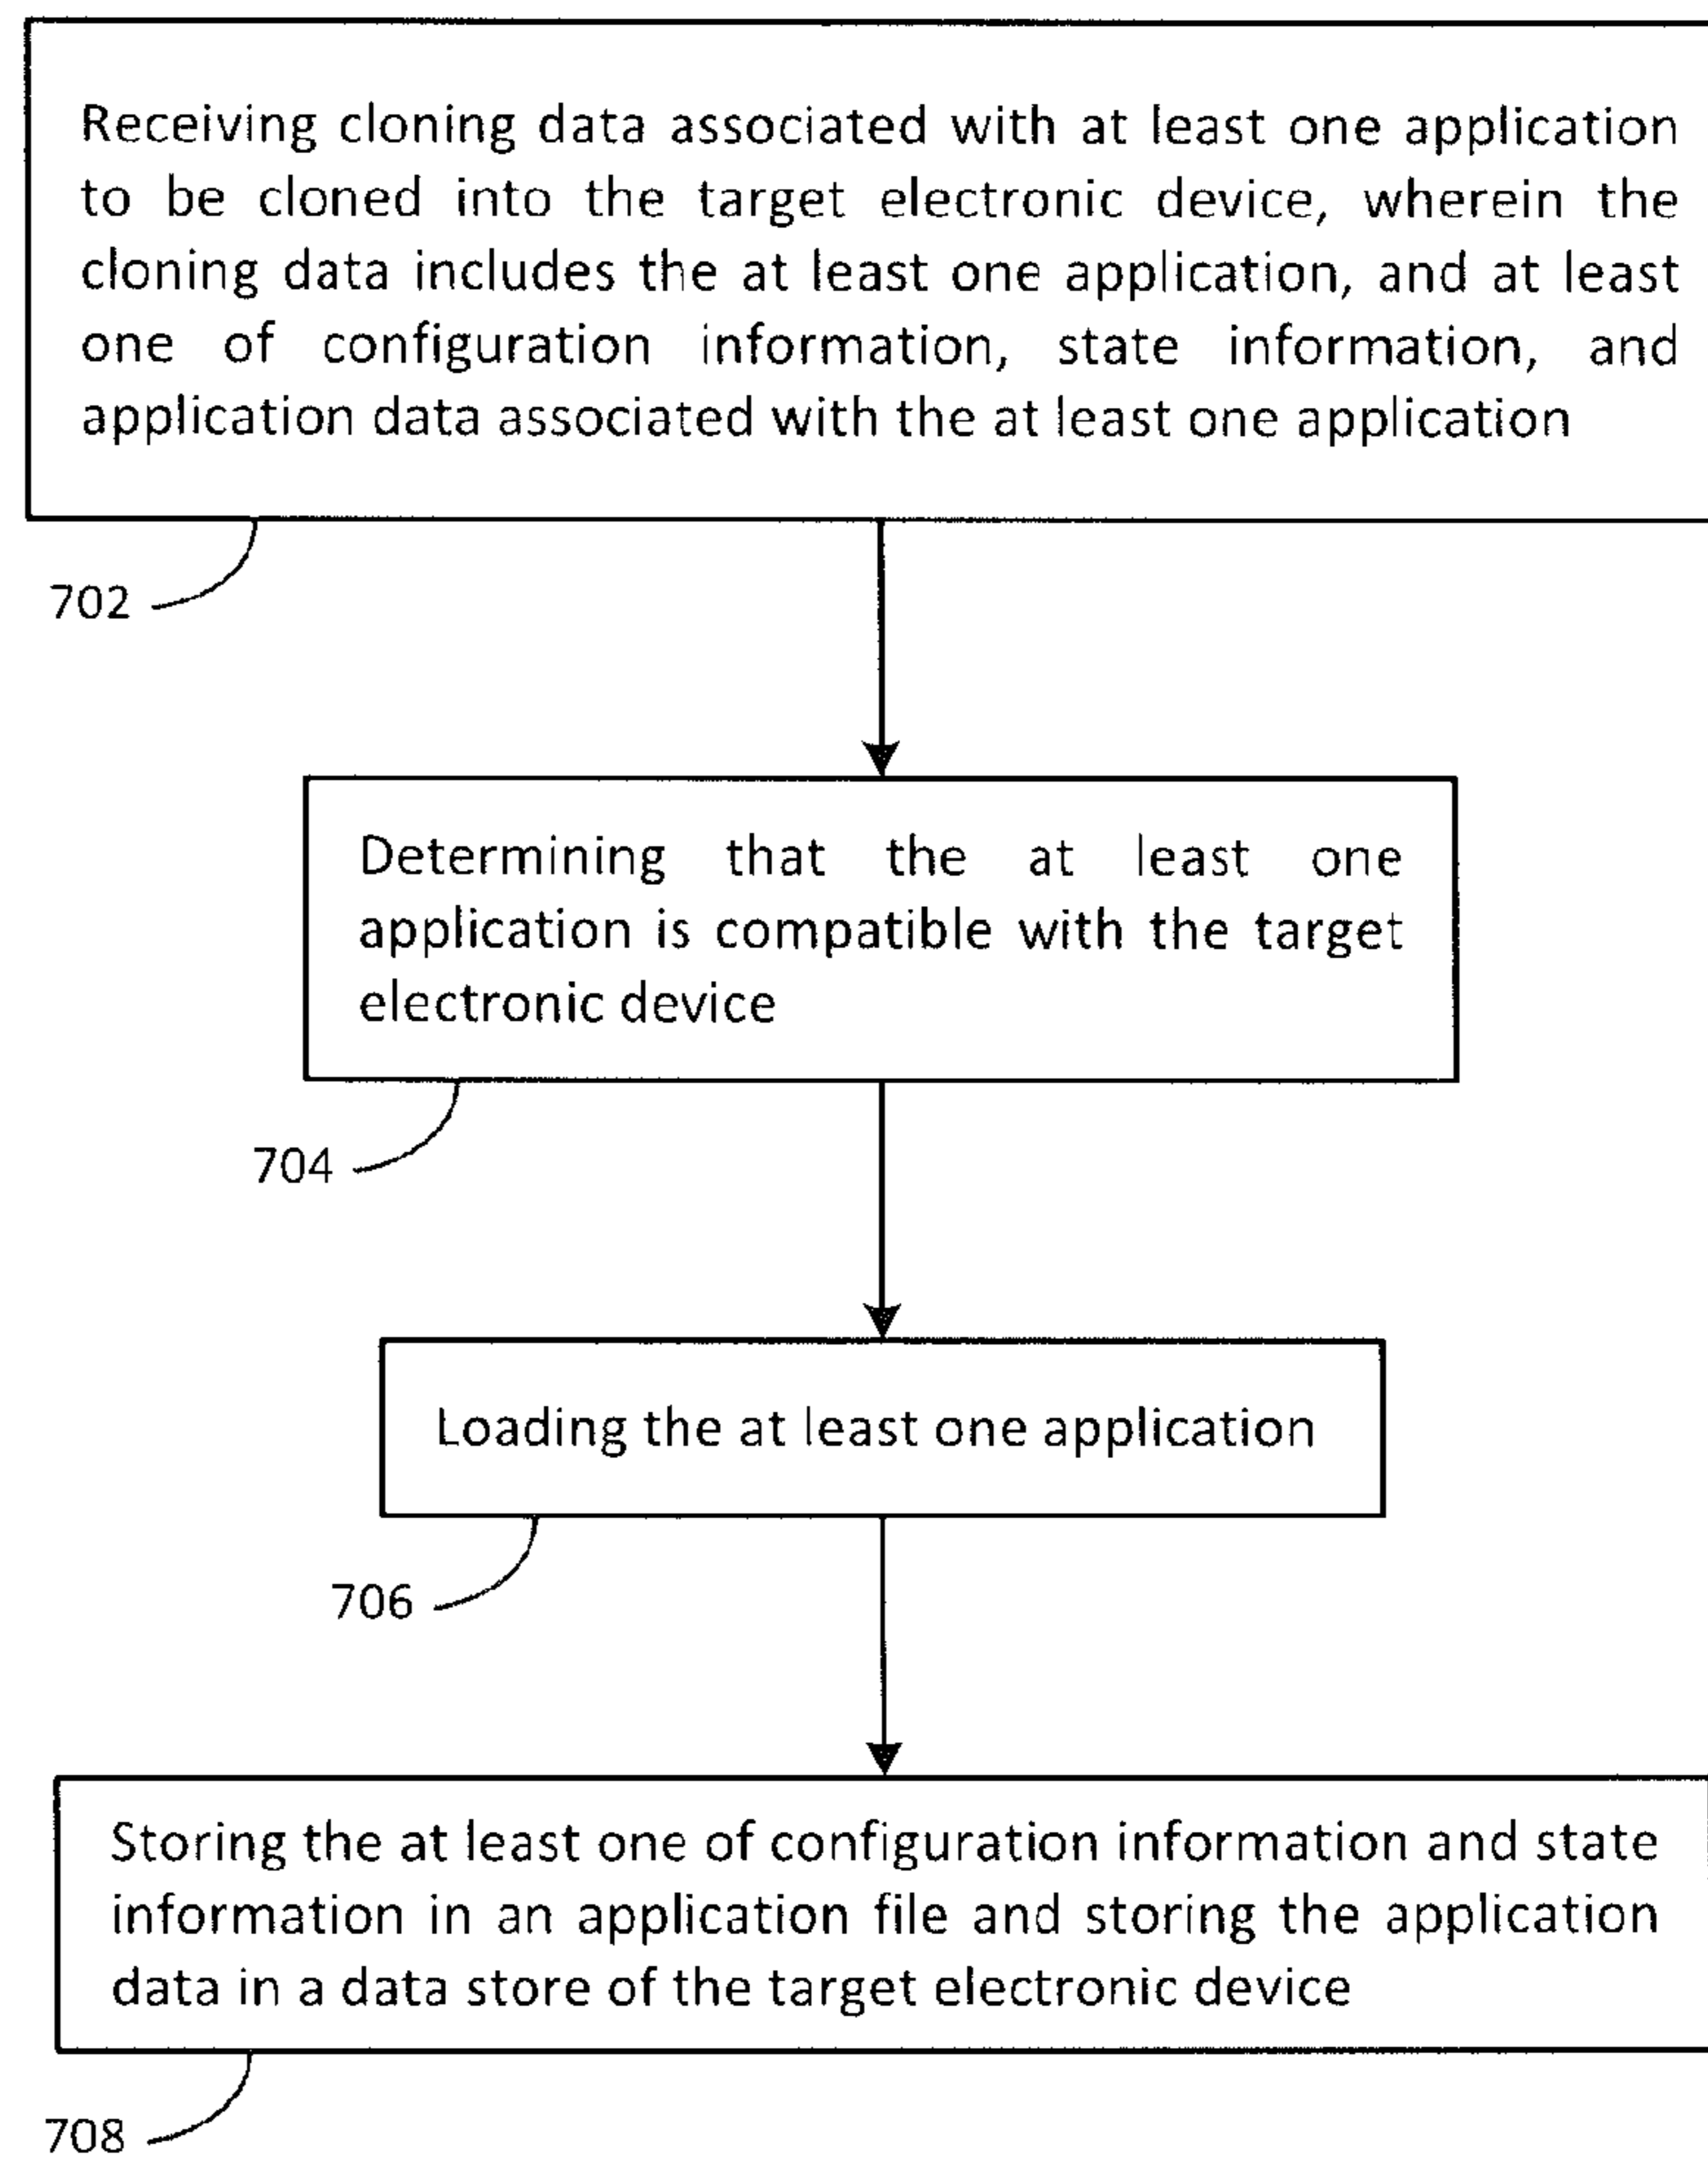 Receiving cloning data associated with at least one application
to be cloned into the target electronic device, wherein the
cloning data includes the at least one application, and at least
one of configuration information, state information, and
application data associated with the at least one application
702
Determining that the at least one
application is compatible with the target
electronic device
704
Loading the at least one application
706
Storing the at least one of configuration information and state
information in an application file and storing the application
data in a data store of the target electronic device
708